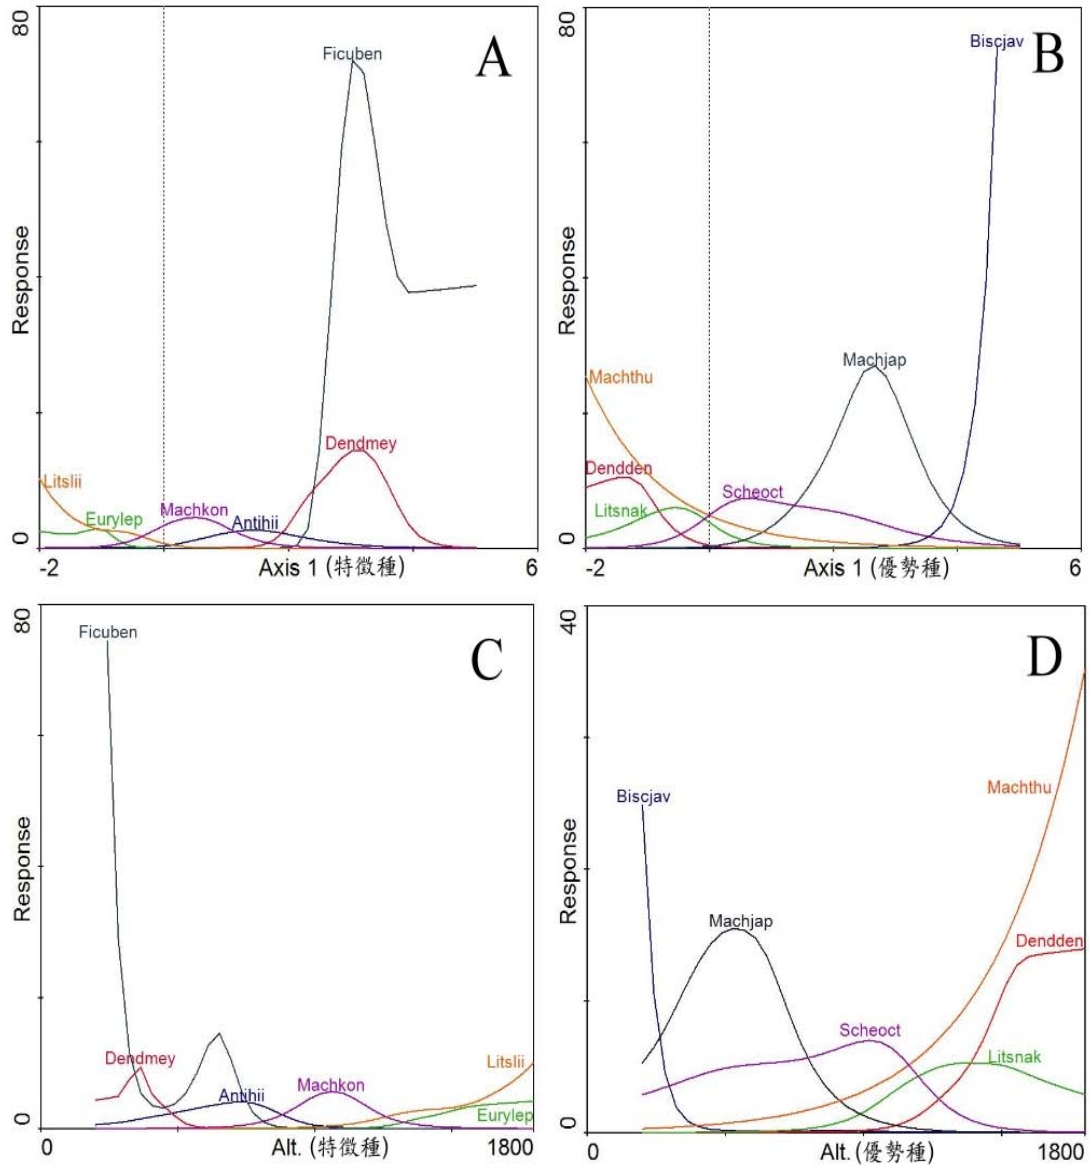 80
A
Ficuben
Response
Dendmey
Litslii
Eurylep
Machkon
Antihii
0
-2
Axis 1 (特徵種)
6
80
B
Biscjav
Response
Machjap
Machthu
Dendden
Scheoct
Litsnak
0
-2
Axis 1 (優勢種)
6
80
C
Ficuben
Response
Dendmey
Litslii
Machkon
Antihii
Eurylep
0
0
Alt. (特徵種)
1800
40
D
Machthu
Biscjav
Response
Machjap
Dendden
Scheoct
Litsnak
0
0
Alt. (優勢種)
1800